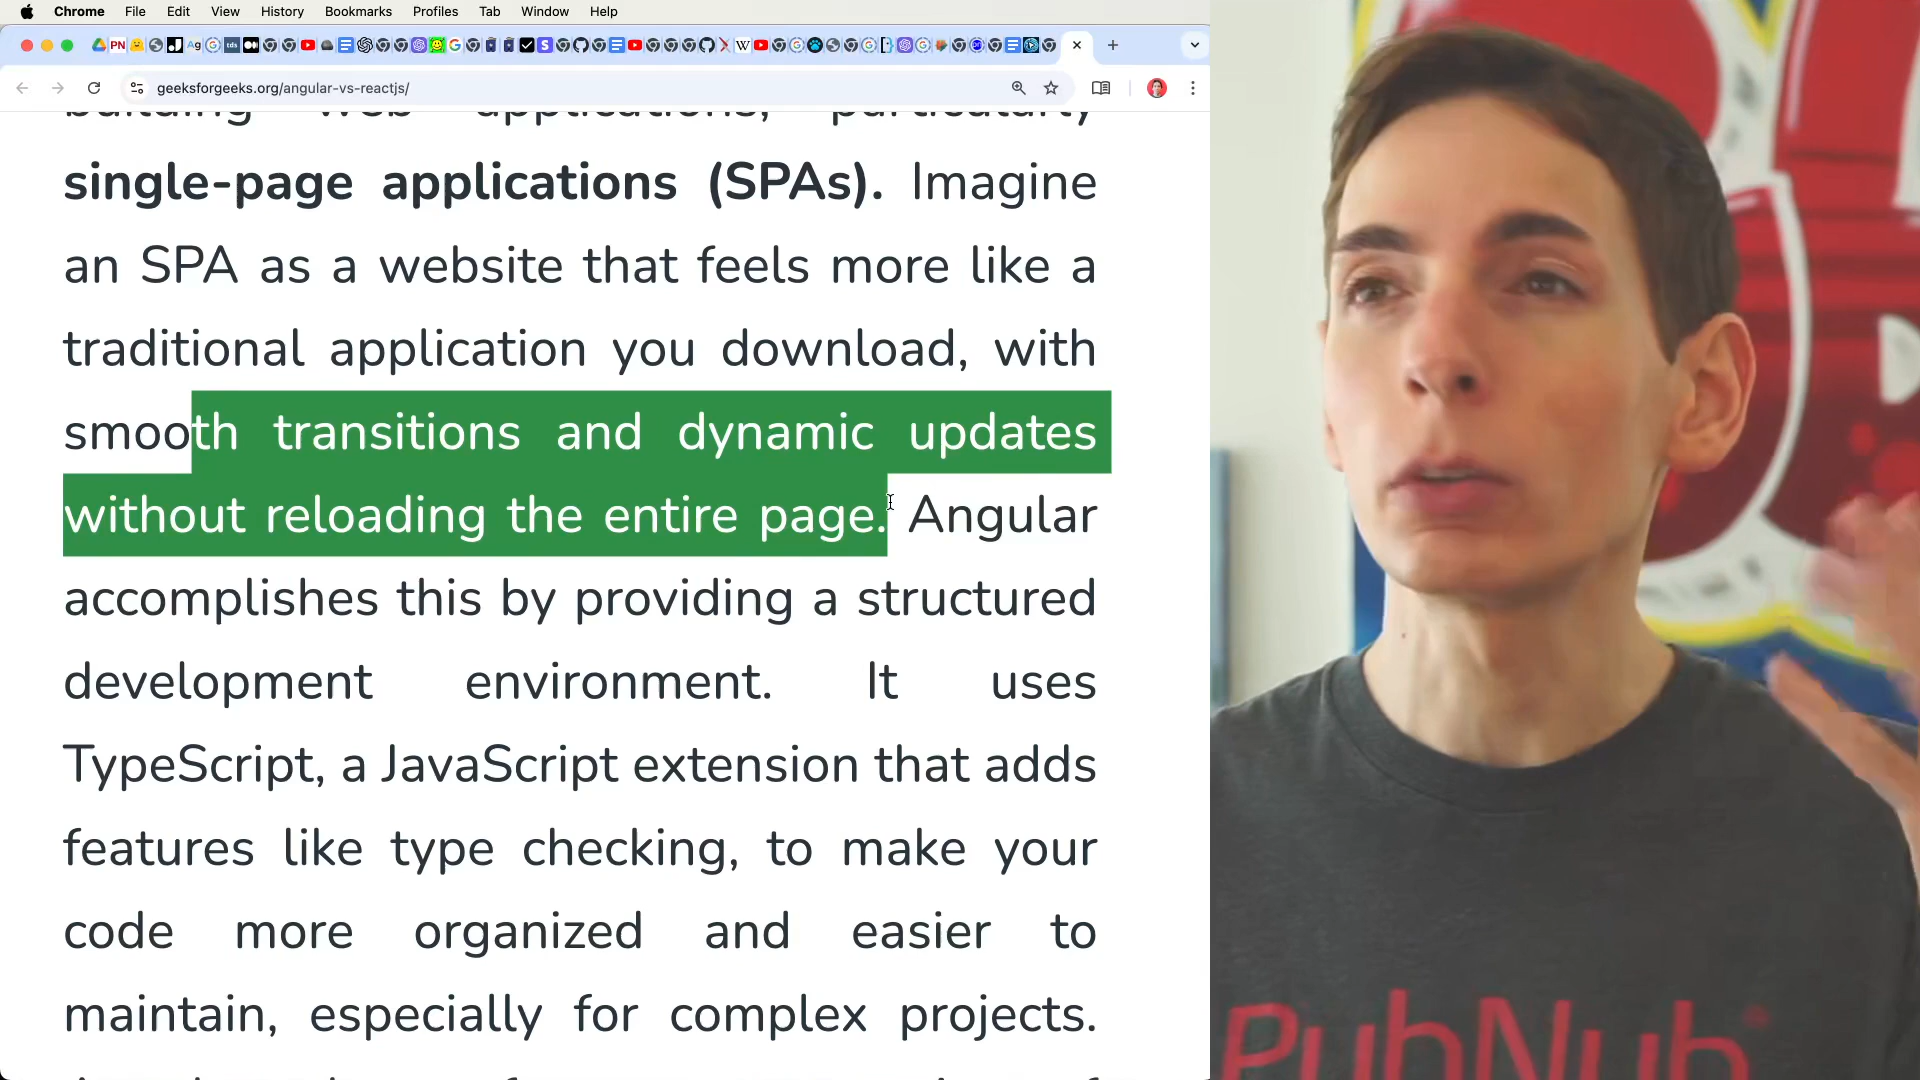 Chrome File Edit View History Bookmarks Profiles Tab Window Help
geeksforgeeks.org/angular-vs-reactjs/
building web applications, particularly
single-page applications (SPAs). Imagine
an SPA as a website that feels more like a
traditional application you download, with
smooth transitions and dynamic updates
without reloading the entire page. Angular
accomplishes this by providing a structured
development environment. It uses
TypeScript, a JavaScript extension that adds
features like type checking, to make your
code more organized and easier to
maintain, especially for complex projects.
PubNub